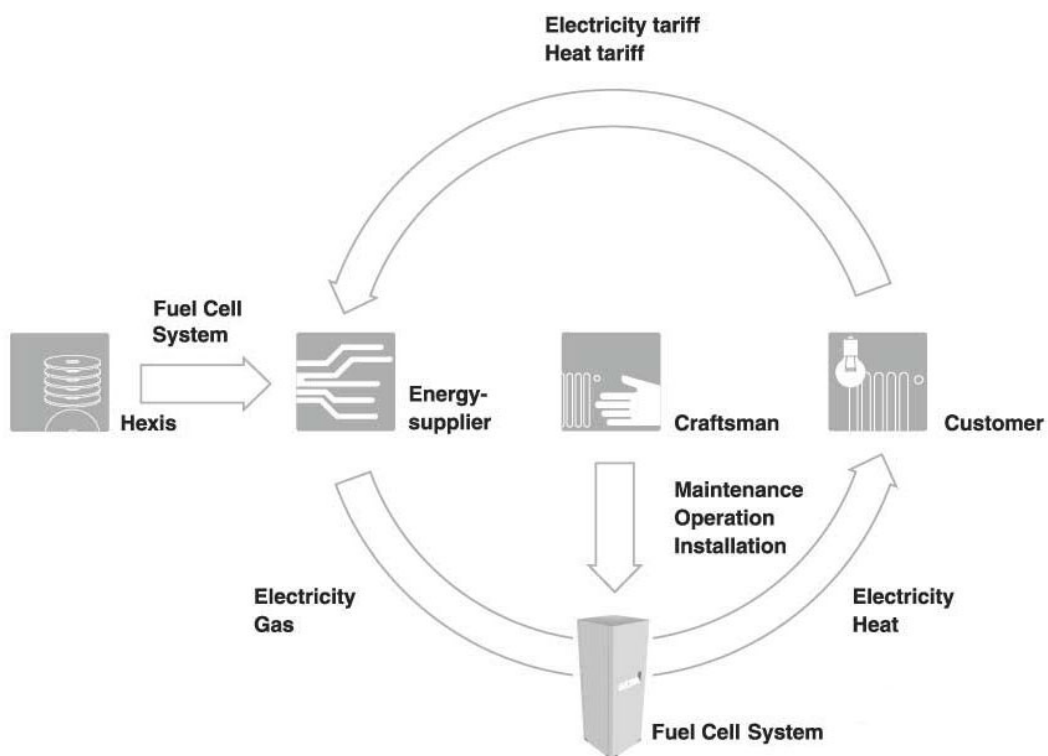 Electricity tariff
Heat tariff
Fuel Cell
System
Hexis
Energy-
supplier
Craftsman
Customer
Maintenance
Operation
Installation
Electricity
Gas
Electricity
Heat
Fuel Cell System